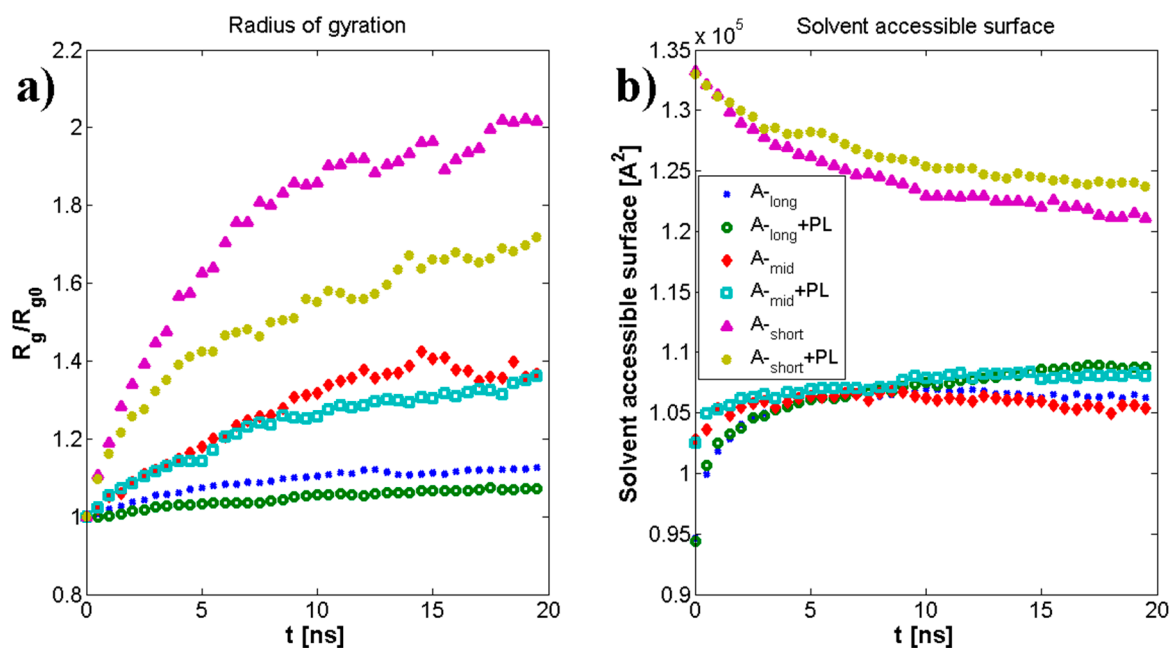 Radius of gyration
a)
2.2
2
1.8
1.6
1.4
1.2
1
0.8
R_g/R_g0
0
5
10
15
20
t [ns]
Solvent accessible surface
x 10^5
b)
1.35
1.3
1.25
1.2
1.15
1.1
1.05
1
0.95
0.9
Solvent accessible surface [A^2]
A-long
A-long+PL
A-mid
A-mid+PL
A-short
A-short+PL
0
5
10
15
20
t [ns]